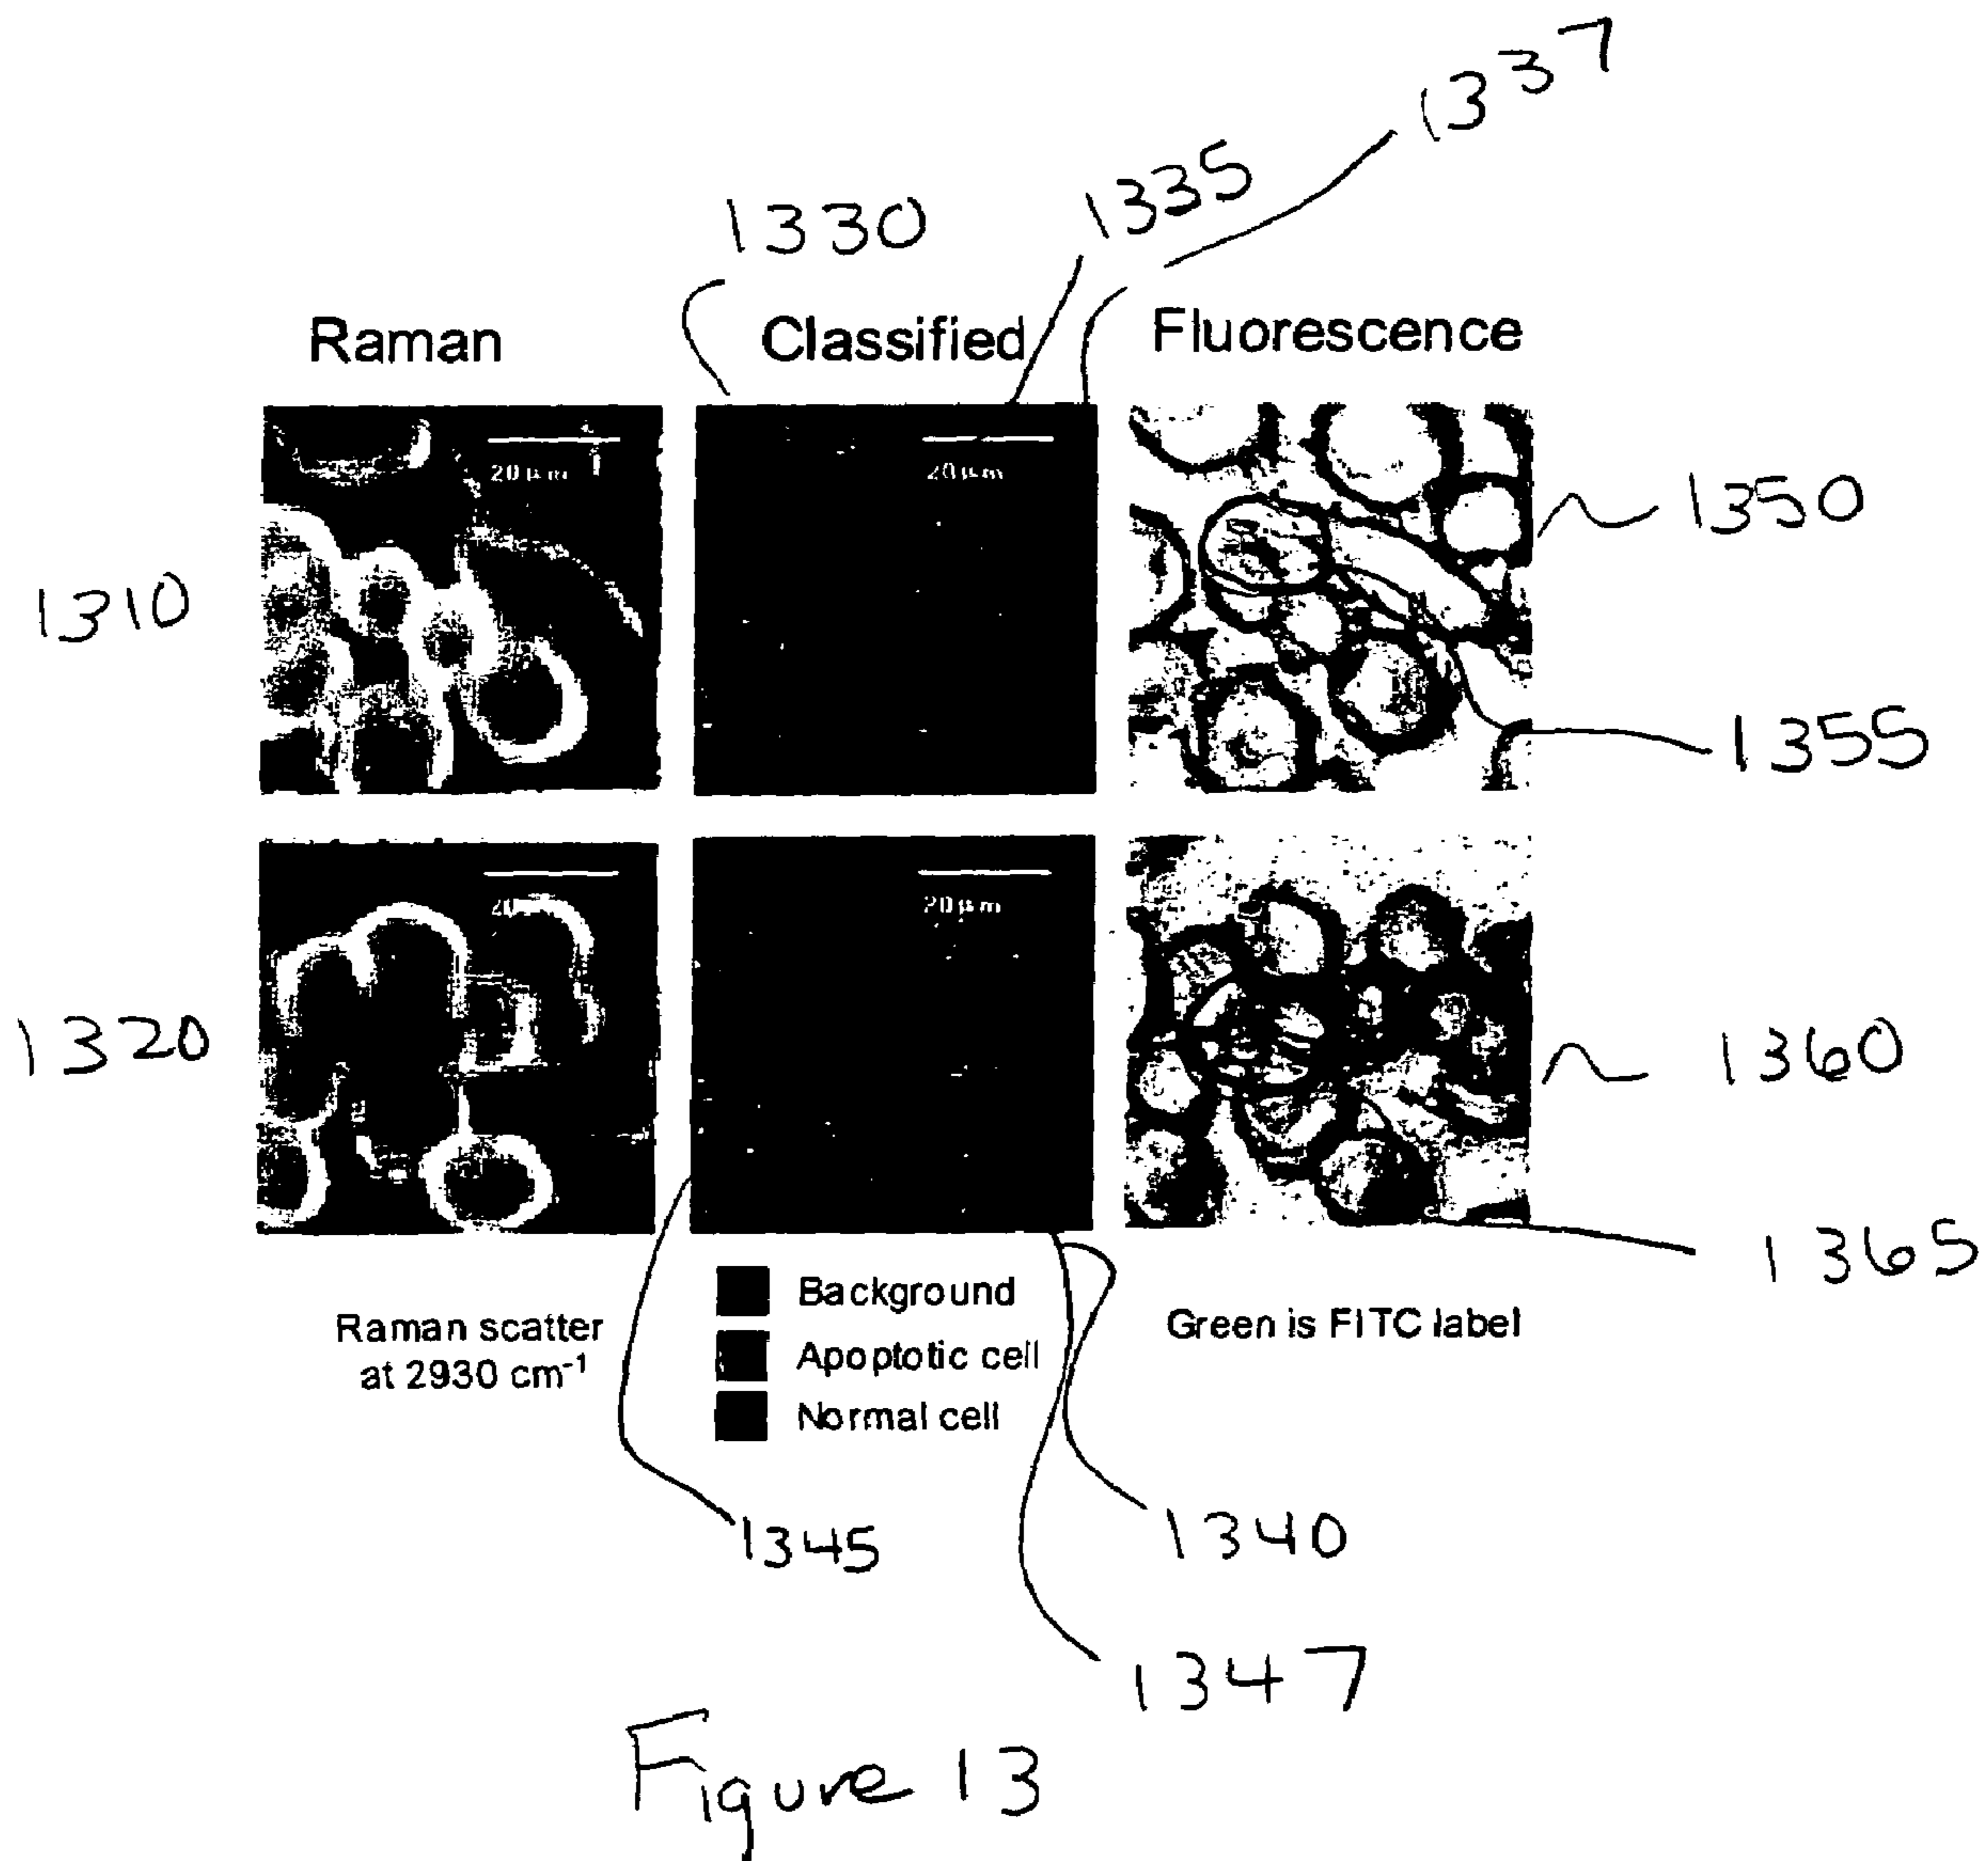 1337
1335
1330
Raman
Classified
Fluorescence
20 µm
20 µm
1350
1310
1355
20
20 µm
1320
1360
1365
Raman scatter
at 2930 cm⁻¹
Background
Apoptotic cell
Normal cell
Green is FITC label
1345
1340
1347
Figure 13